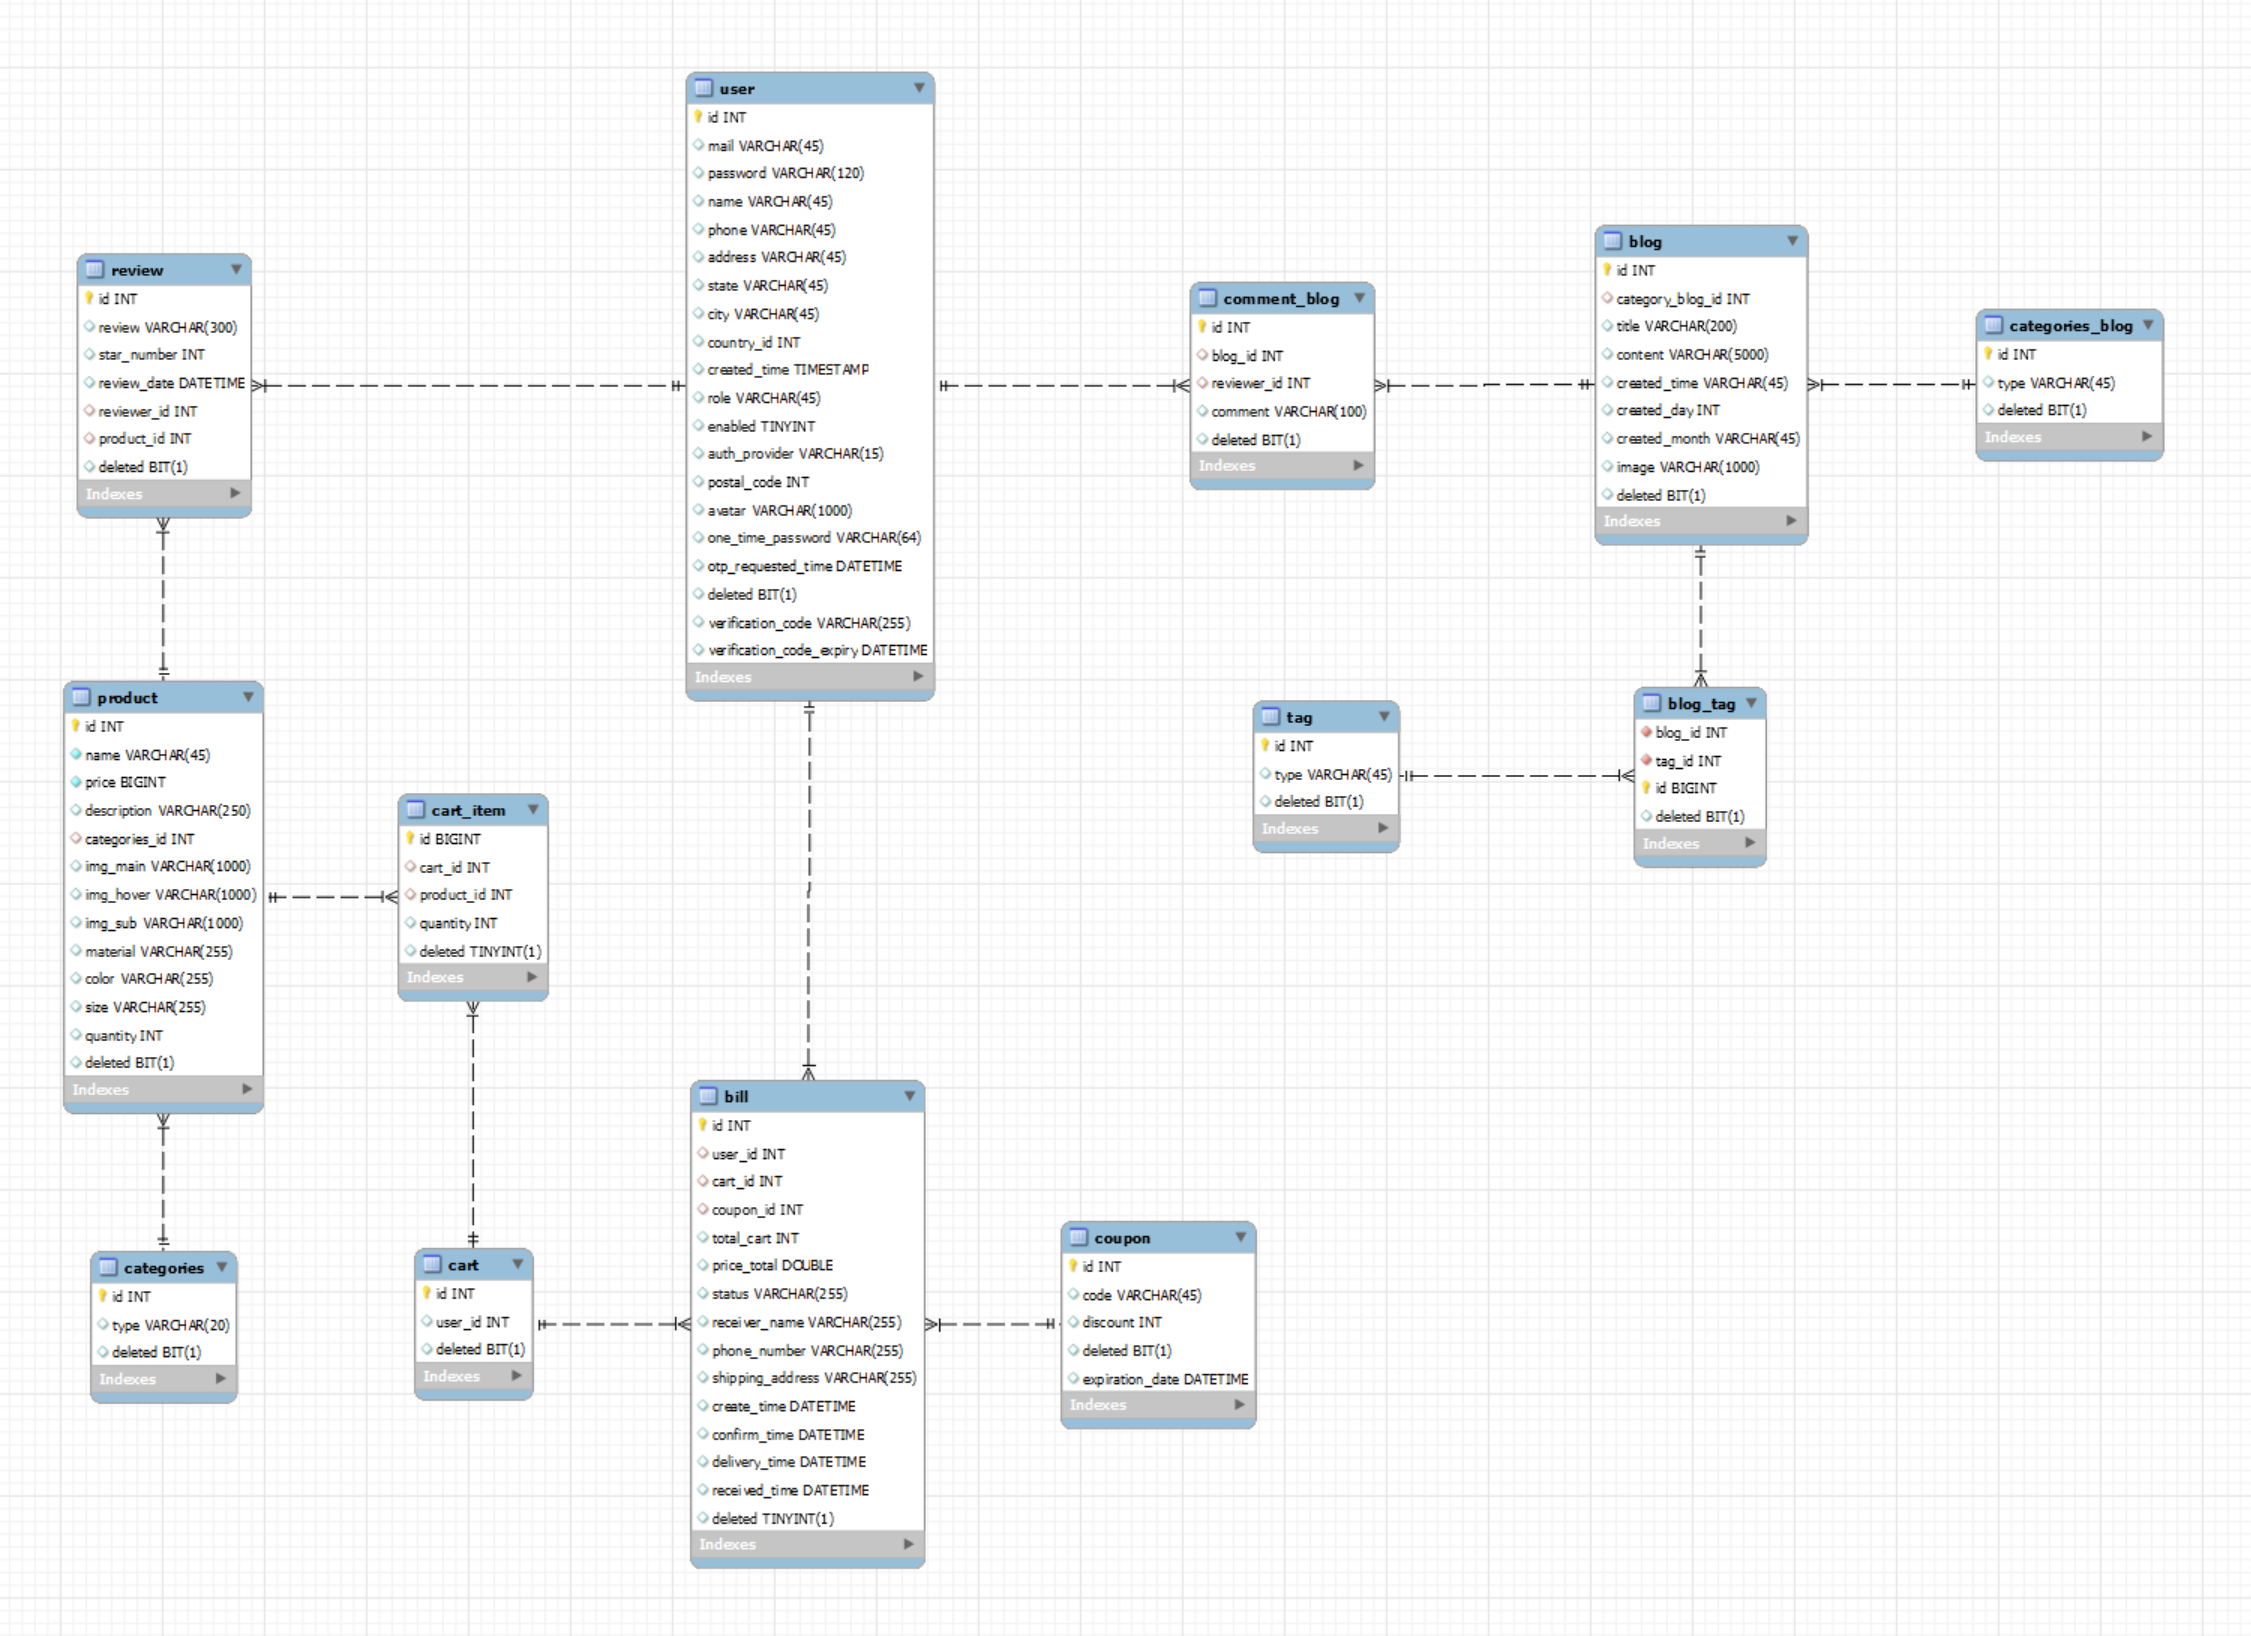 user
id INT
mail VARCHAR(45)
password VARCHAR(120)
name VARCHAR(45)
phone VARCHAR(45)
address VARCHAR(45)
state VARCHAR(45)
city VARCHAR(45)
country_id INT
created_time TIMESTAMP
role VARCHAR(45)
enabled TINYINT
auth_provider VARCHAR(15)
postal_code INT
avatar VARCHAR(1000)
one_time_password VARCHAR(64)
otp_requested_time DATETIME
deleted BIT(1)
verification_code VARCHAR(255)
verification_code_expiry DATETIME
Indexes
review
id INT
review VARCHAR(300)
star_number INT
review_date DATETIME
reviewer_id INT
product_id INT
deleted BIT(1)
Indexes
comment_blog
id INT
blog_id INT
reviewer_id INT
comment VARCHAR(100)
deleted BIT(1)
Indexes
blog
id INT
category_blog_id INT
title VARCHAR(200)
content VARCHAR(5000)
created_time VARCHAR(45)
created_day INT
created_month VARCHAR(45)
image VARCHAR(1000)
deleted BIT(1)
Indexes
categories_blog
id INT
type VARCHAR(45)
deleted BIT(1)
Indexes
product
id INT
name VARCHAR(45)
price BIGINT
description VARCHAR(250)
categories_id INT
img_main VARCHAR(1000)
img_hover VARCHAR(1000)
img_sub VARCHAR(1000)
material VARCHAR(255)
color VARCHAR(255)
size VARCHAR(255)
quantity INT
deleted BIT(1)
Indexes
cart_item
id BIGINT
cart_id INT
product_id INT
quantity INT
deleted TINYINT(1)
Indexes
tag
id INT
type VARCHAR(45)
deleted BIT(1)
Indexes
blog_tag
blog_id INT
tag_id INT
id BIGINT
deleted BIT(1)
Indexes
categories
id INT
type VARCHAR(20)
deleted BIT(1)
Indexes
cart
id INT
user_id INT
deleted BIT(1)
Indexes
bill
id INT
user_id INT
cart_id INT
coupon_id INT
total_cart INT
price_total DOUBLE
status VARCHAR(255)
receiver_name VARCHAR(255)
phone_number VARCHAR(255)
shipping_address VARCHAR(255)
create_time DATETIME
confirm_time DATETIME
delivery_time DATETIME
received_time DATETIME
deleted TINYINT(1)
Indexes
coupon
id INT
code VARCHAR(45)
discount INT
deleted BIT(1)
expiration_date DATETIME
Indexes